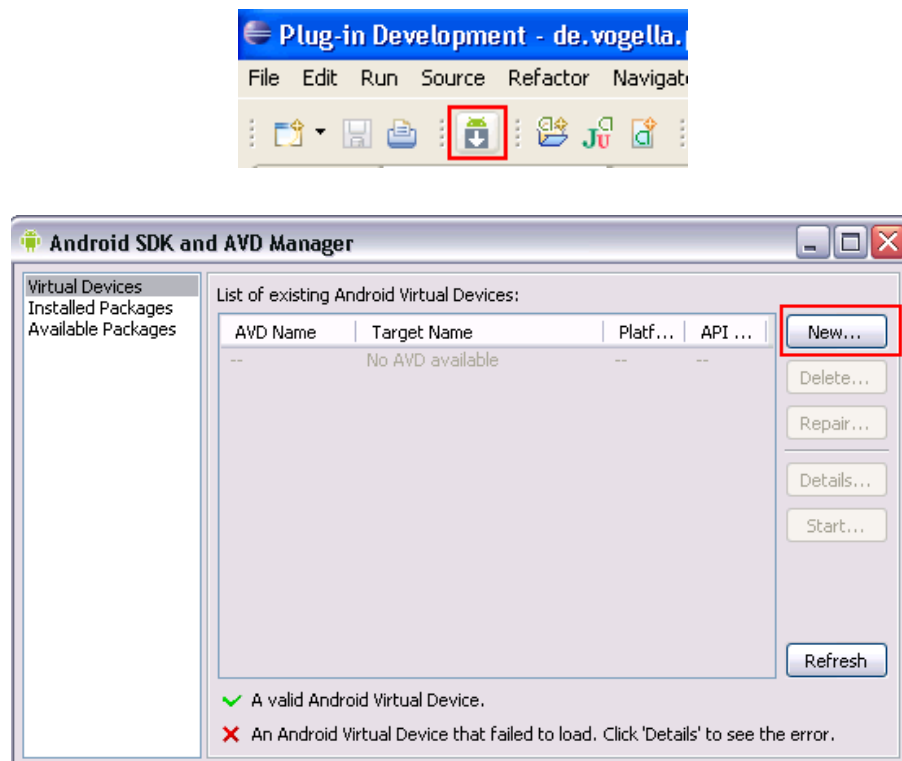 Plug-in Development - de.vogella.
File Edit Run Source Refactor Navigat
Android SDK and AVD Manager
Virtual Devices
Installed Packages
Available Packages
List of existing Android Virtual Devices:
AVD Name Target Name Platf... API ...
-- No AVD available -- --
New...
Delete...
Repair...
Details...
Start...
Refresh
A valid Android Virtual Device.
An Android Virtual Device that failed to load. Click 'Details' to see the error.